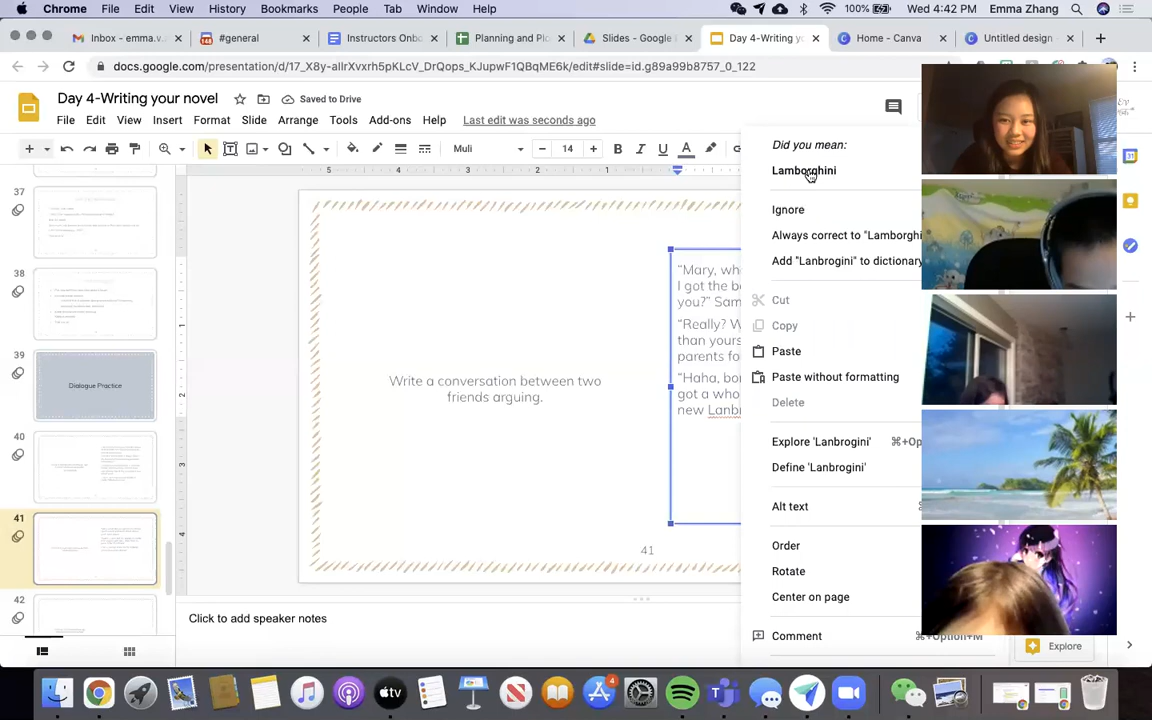 Chrome File Edit View History Bookmarks People Tab Window Help
100% Wed 4:42 PM Emma Zhang
Inbox - emma.v.
#general
Instructors Onb
Planning and Pic
Slides - Google
Day 4-Writing yo
Home - Canva
Untitled design
docs.google.com/presentation/d/17_X8y-allrXvxrh5pKLcV_DrQops_KJupwF1QBqME6k/edit#slide=id.g89a99b8757_0_122
Day 4-Writing your novel
Saved to Drive
File Edit View Insert Format Slide Arrange Tools Add-ons Help Last edit was seconds ago
Muli
14
B I U A
Did you mean:
Lamborghini
Ignore
Always correct to "Lamborghi
Add "Lanbrogini" to dictionary
Cut
Copy
Paste
Paste without formatting
Delete
Explore 'Lanbrogini' ⌘+Op
Define 'Lanbrogini'
Alt text
Order
Rotate
Center on page
Comment ⌘+Option+M
37
38
39
Dialogue Practice
40
41
42
Write a conversation between two
friends arguing.
“Mary, wh
I got the b
you?” Sam
“Really? W
than yours
parents fo
“Haha, bo
got a who
new Lanb
41
Click to add speaker notes
Explore